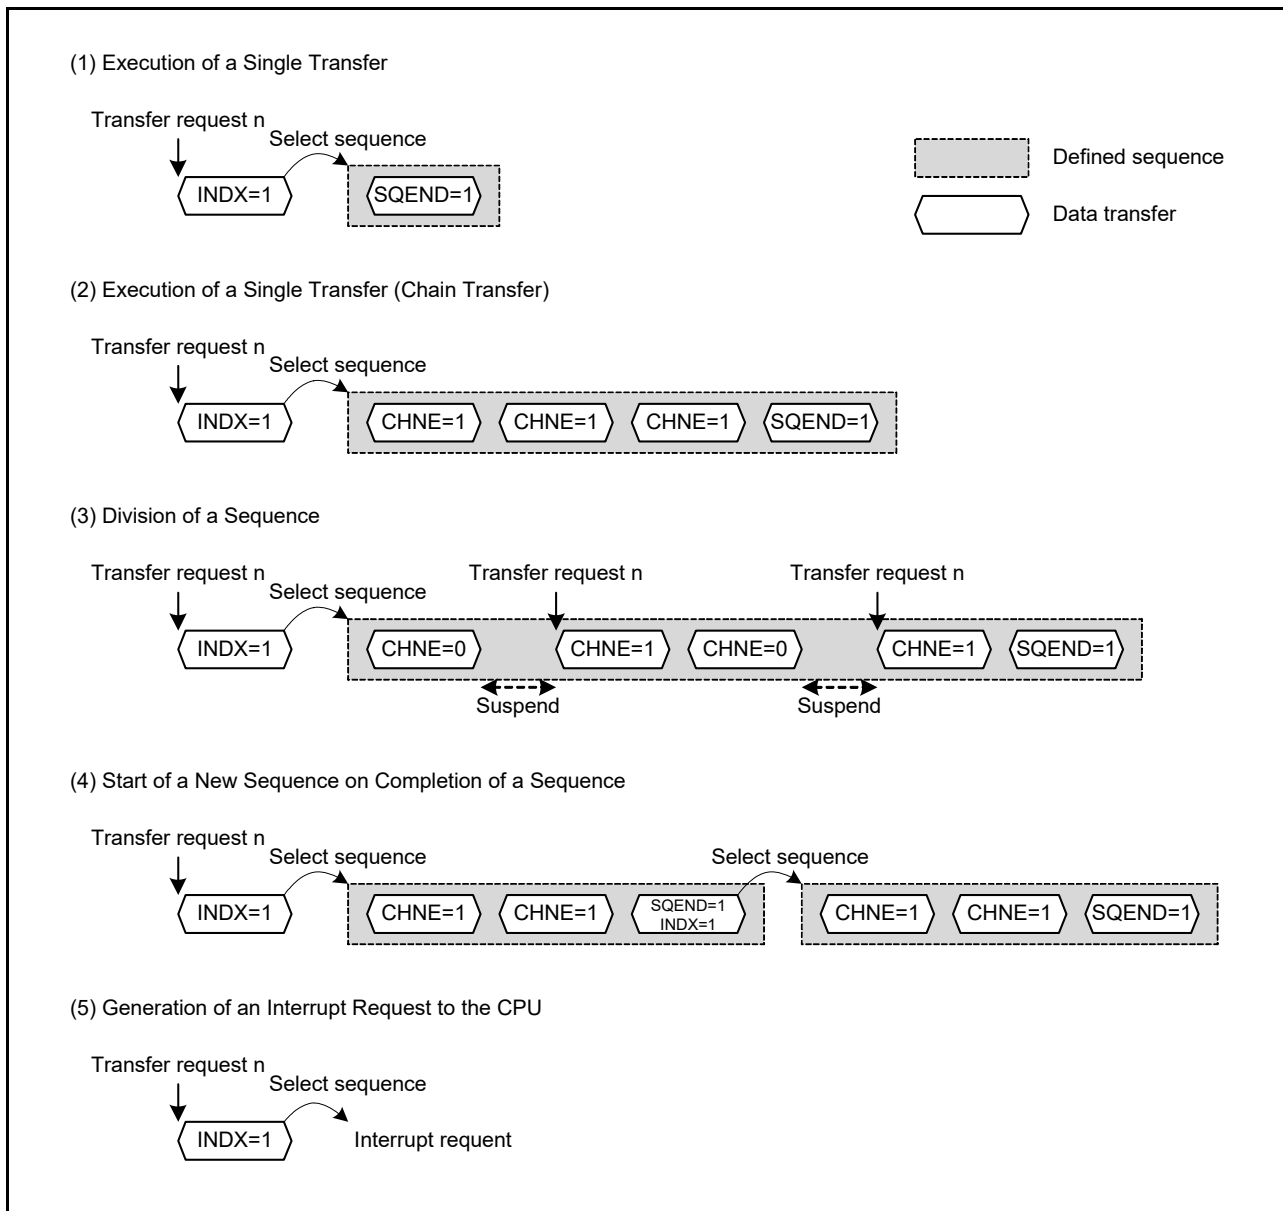 (1) Execution of a Single Transfer
Transfer request n
Select sequence
INDX=1
SQEND=1
Defined sequence
Data transfer
(2) Execution of a Single Transfer (Chain Transfer)
Transfer request n
Select sequence
INDX=1
CHNE=1
CHNE=1
CHNE=1
SQEND=1
(3) Division of a Sequence
Transfer request n
Select sequence
Transfer request n
Transfer request n
INDX=1
CHNE=0
CHNE=1
CHNE=0
CHNE=1
SQEND=1
Suspend
Suspend
(4) Start of a New Sequence on Completion of a Sequence
Transfer request n
Select sequence
Select sequence
INDX=1
CHNE=1
CHNE=1
SQEND=1
INDX=1
CHNE=1
CHNE=1
SQEND=1
(5) Generation of an Interrupt Request to the CPU
Transfer request n
Select sequence
INDX=1
Interrupt requent